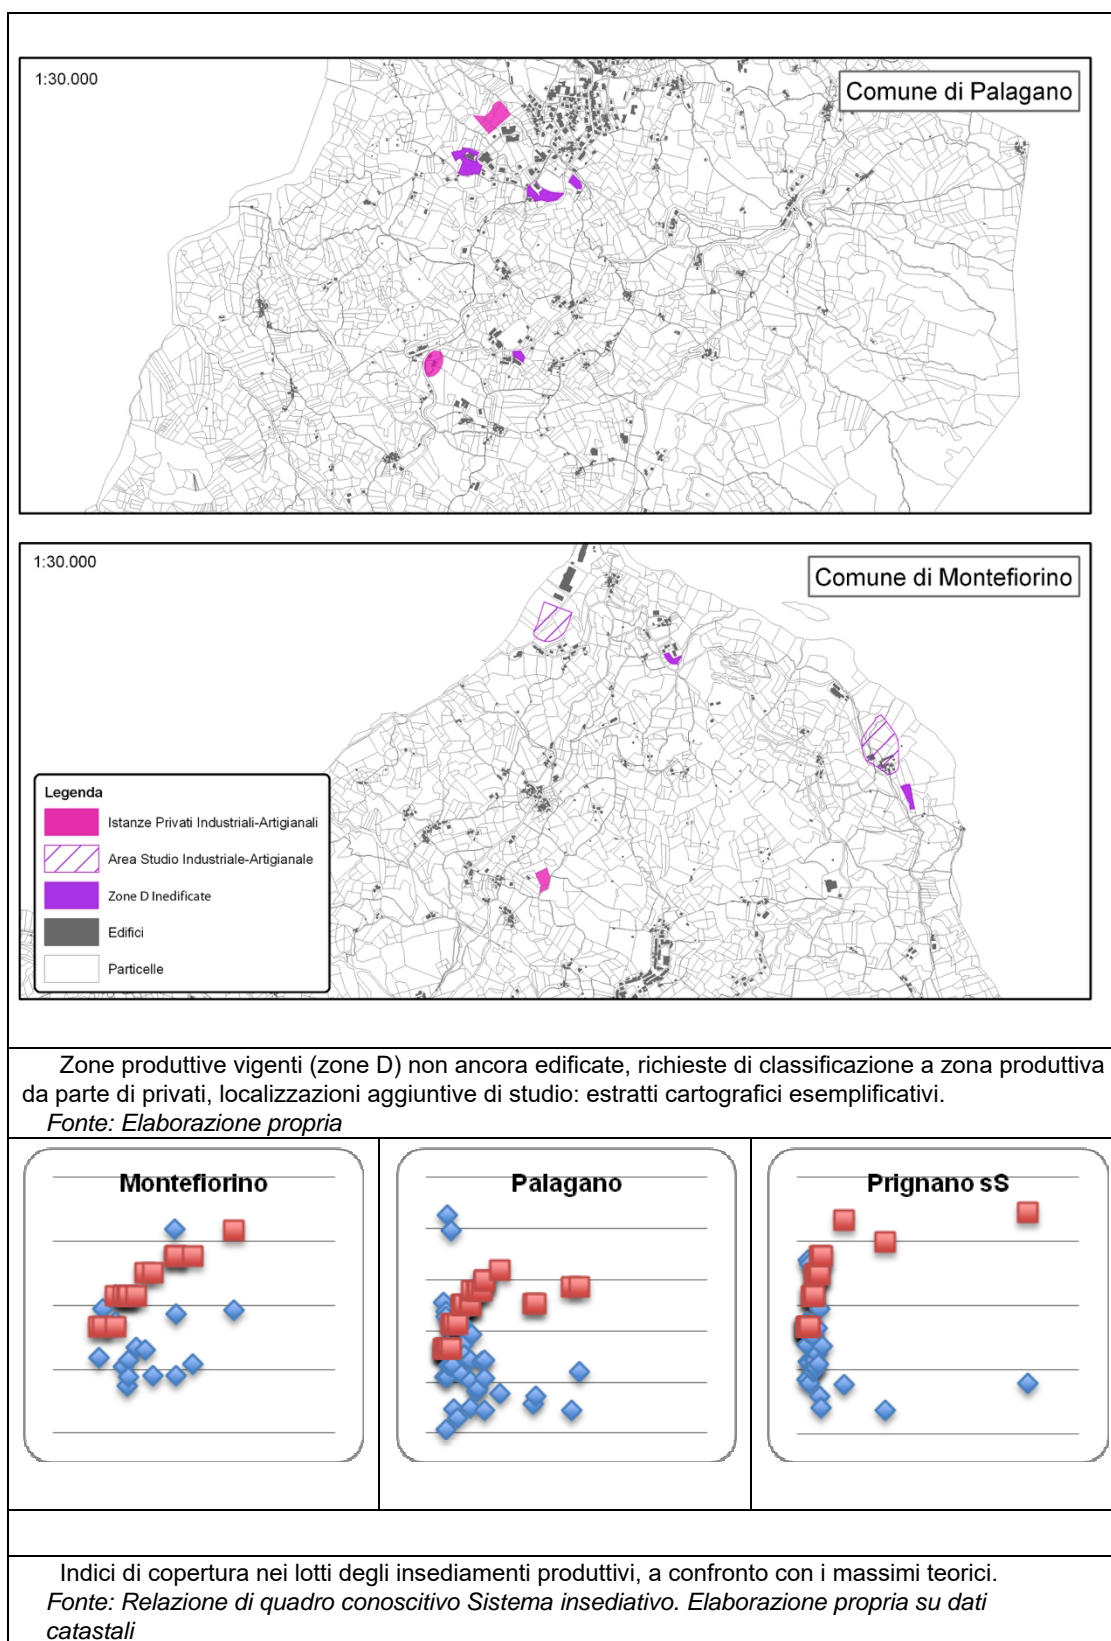 1:30.000
Comune di Palagano
1:30.000
Comune di Montefiorino
Legenda
Istanze Privati Industriali-Artigianali
Area Studio Industriale-Artigianale
Zone D Inedificate
Edifici
Particelle
Zone produttive vigenti (zone D) non ancora edificate, richieste di classificazione a zona produttiva
da parte di privati, localizzazioni aggiuntive di studio: estratti cartografici esemplificativi.
Fonte: Elaborazione propria
Montefiorino
Palagano
Prignano sS
Indici di copertura nei lotti degli insediamenti produttivi, a confronto con i massimi teorici.
Fonte: Relazione di quadro conoscitivo Sistema insediativo. Elaborazione propria su dati
catastali